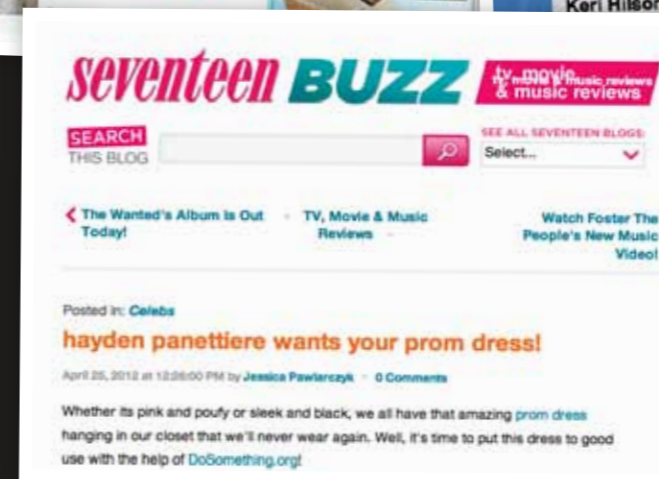 Keri Hilson
seventeen BUZZ
tv, movie
& music reviews
SEARCH
THIS BLOG
SEE ALL SEVENTEEN BLOGS:
Select...
The Wanted's Album Is Out
Today!
TV, Movie & Music
Reviews
Watch Foster The
People's New Music
Video!
Posted in: Celebs
hayden panettiere wants your prom dress!
April 25, 2012 at 12:26:00 PM by Jessica Pawlarczyk - 0 Comments
Whether its pink and poufy or sleek and black, we all have that amazing prom dress
hanging in our closet that we'll never wear again. Well, it's time to put this dress to good
use with the help of DoSomething.org!